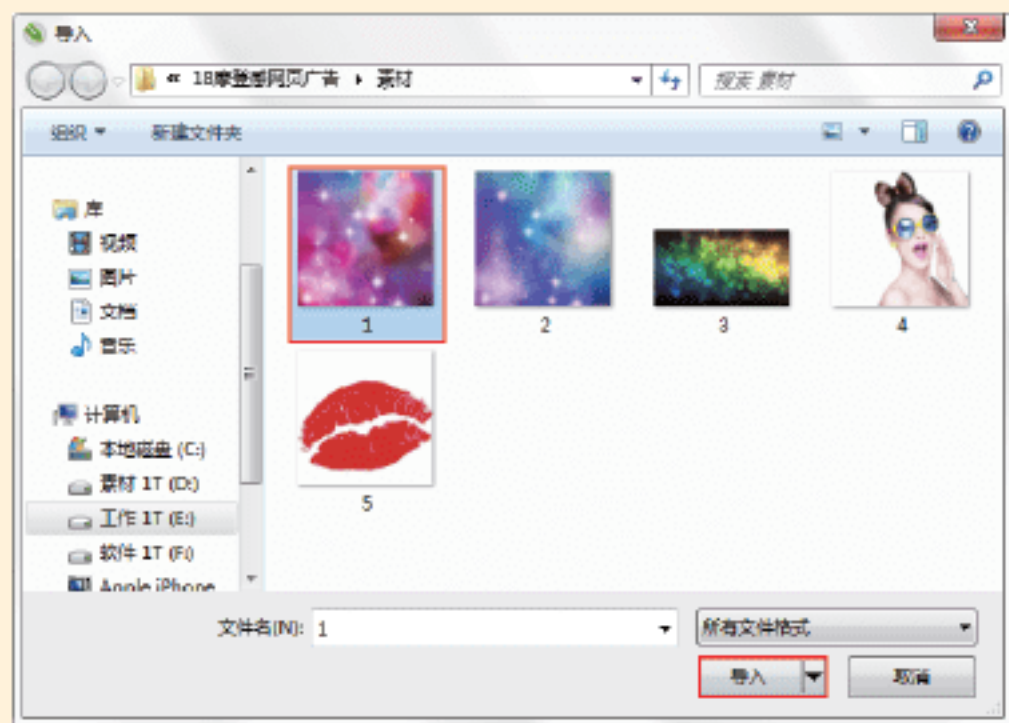 导入
« 18摩登感网页广告 ▸ 素材
搜索 素材
组织
新建文件夹
库
视频
图片
文档
音乐
计算机
本地磁盘 (C:)
素材 1T (D:)
工作 1T (E:)
软件 1T (F:)
Apple iPhone
1
2
3
4
5
文件名(N): 1
所有文件格式
导入
取消